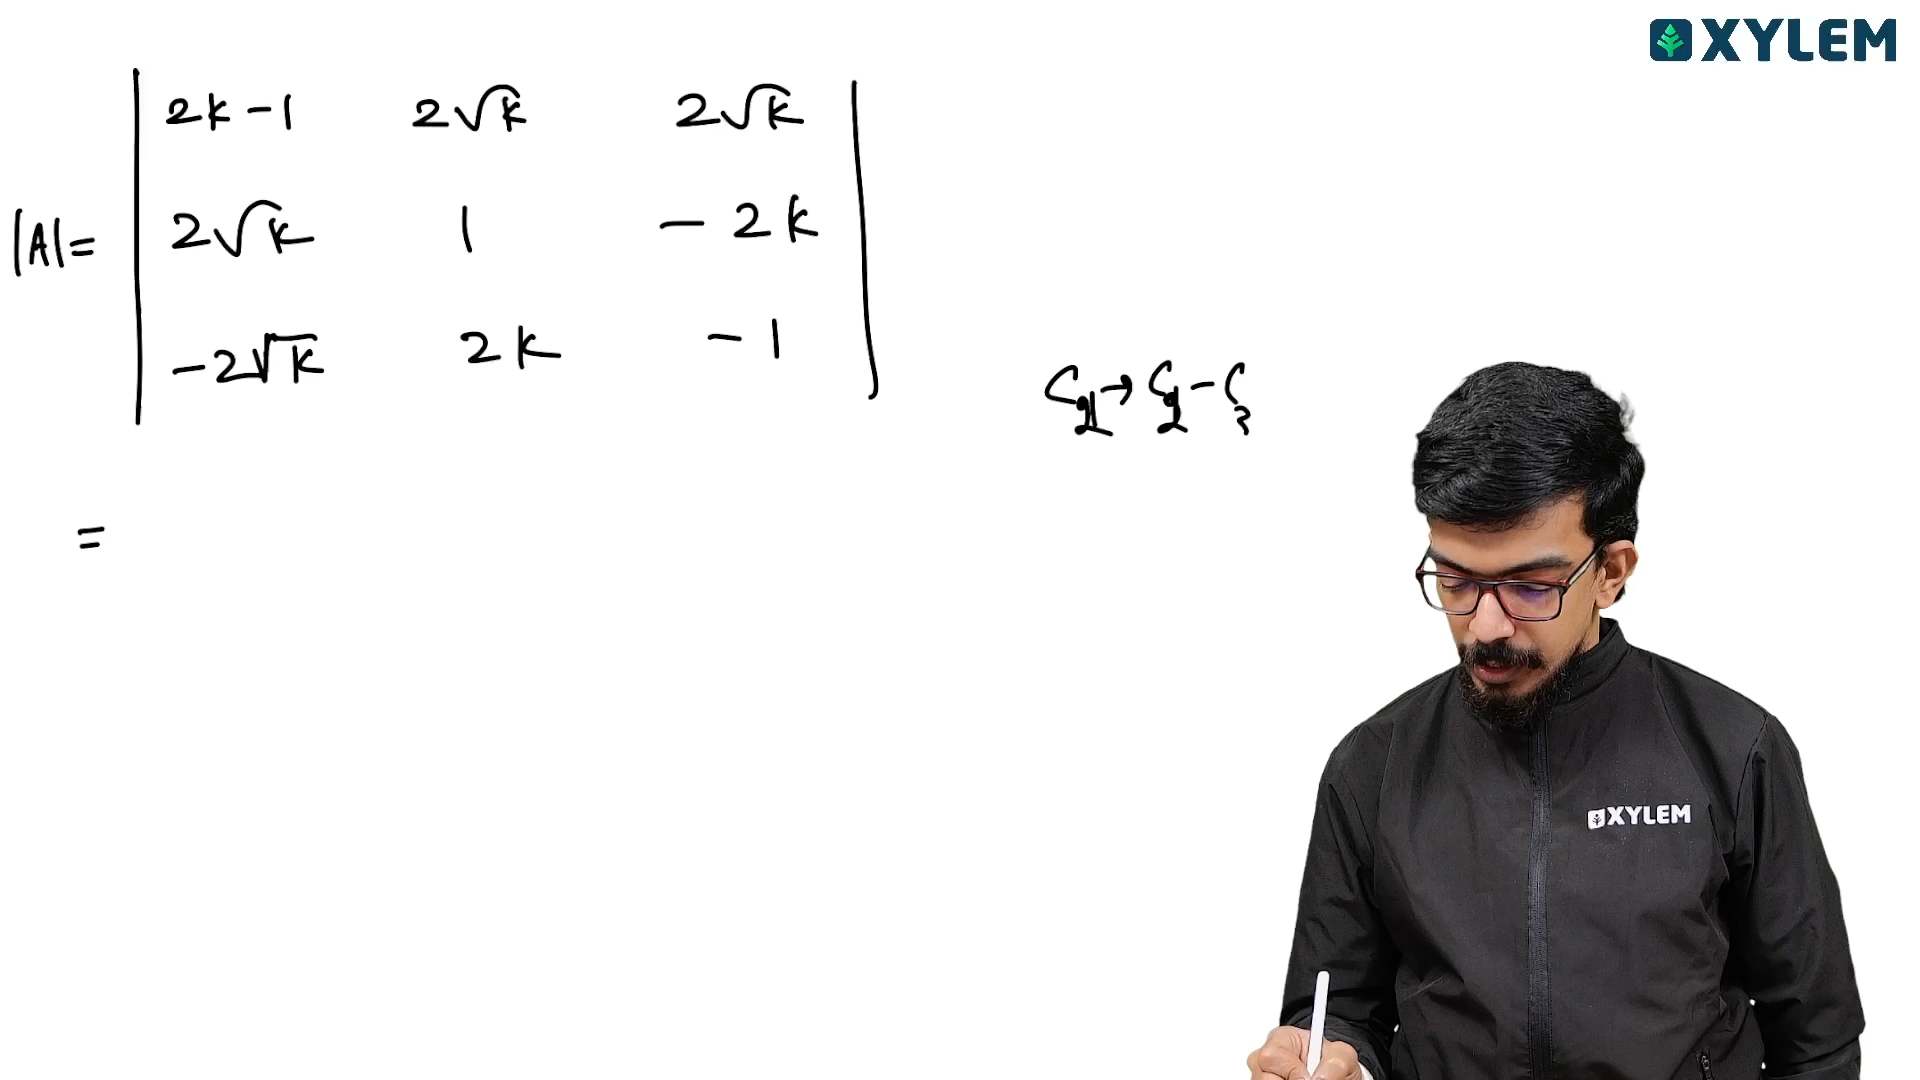 XYLEM
2k-1 2√k 2√k
|A|= 2√k 1 -2k
-2√k 2k -1
C₂→C₂-C₃
=
XYLEM